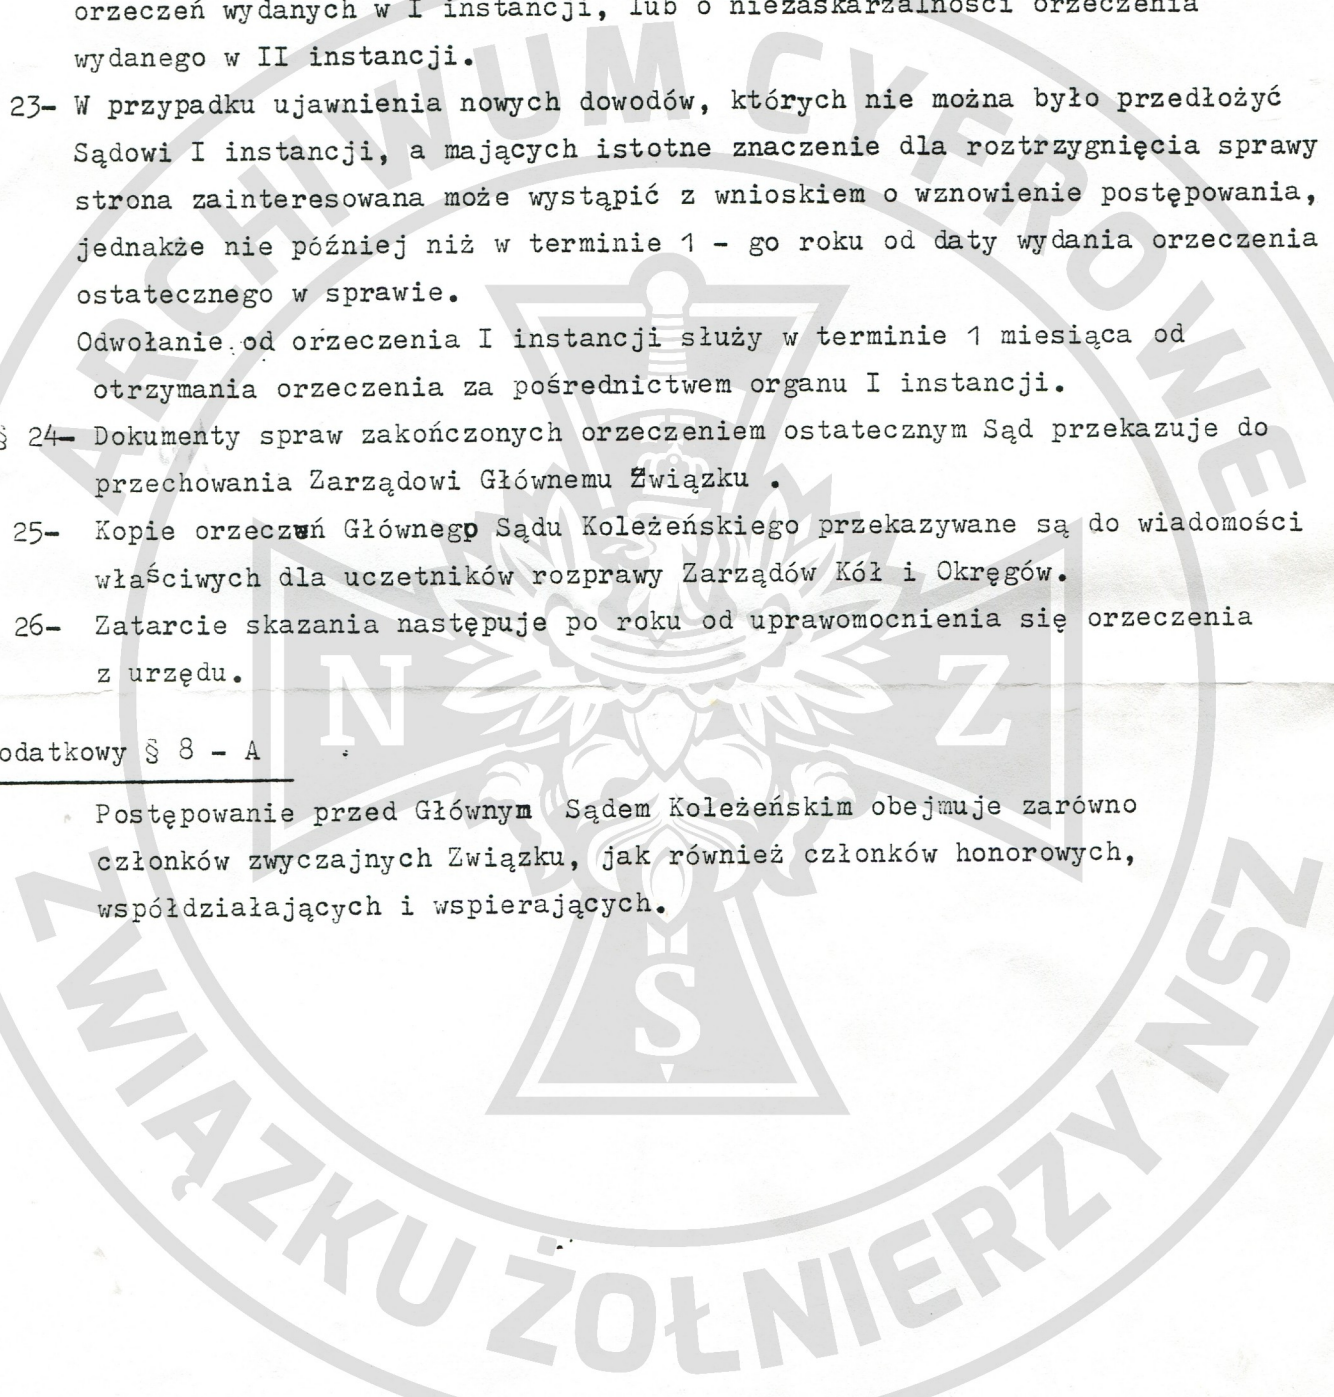 orzeczeń wydanych w I instancji, lub o niezaskarżalności orzeczenia
wydanego w II instancji.
23- W przypadku ujawnienia nowych dowodów, których nie można było przedłożyć
Sądowi I instancji, a mających istotne znaczenie dla roztrzygnięcia sprawy
strona zainteresowana może wystąpić z wnioskiem o wznowienie postępowania,
jednakże nie później niż w terminie 1 - go roku od daty wydania orzeczenia
ostatecznego w sprawie.
Odwołanie od orzeczenia I instancji służy w terminie 1 miesiąca od
otrzymania orzeczenia za pośrednictwem organu I instancji.
§ 24- Dokumenty spraw zakończonych orzeczeniem ostatecznym Sąd przekazuje do
przechowania Zarządowi Głównemu Związku .
25- Kopie orzeczeń Głównego Sądu Koleżeńskiego przekazywane są do wiadomości
właściwych dla uczetników rozprawy Zarządów Kół i Okręgów.
26- Zatarcie skazania następuje po roku od uprawomocnienia się orzeczenia
z urzędu.
odatkowy § 8 - A
Postępowanie przed Głównym Sądem Koleżeńskim obejmuje zarówno
członków zwyczajnych Związku, jak również członków honorowych,
współdziałających i wspierających.
ARCHIWUM CYFROWE
ZWIĄZKU ŻOŁNIERZY NSZ
N Z
S